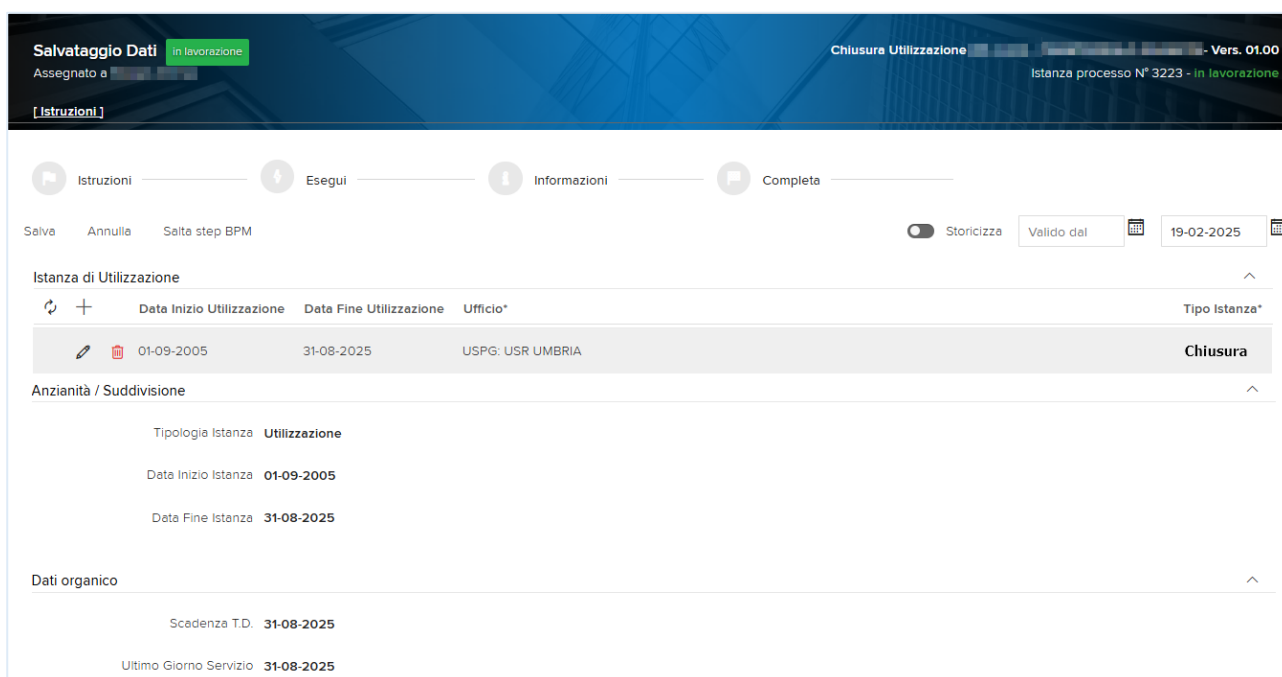 Salvataggio Dati in lavorazione
Chiusura Utilizzazione - Vers. 01.00
Assegnato a
Istanza processo N° 3223 - in lavorazione
[ Istruzioni ]
Istruzioni Esegui Informazioni Completa
Salva Annulla Salta step BPM Storicizza Valido dal 19-02-2025
Istanza di Utilizzazione
Data Inizio Utilizzazione Data Fine Utilizzazione Ufficio* Tipo Istanza*
01-09-2005 31-08-2025 USPG: USR UMBRIA Chiusura
Anzianità / Suddivisione
Tipologia Istanza Utilizzazione
Data Inizio Istanza 01-09-2005
Data Fine Istanza 31-08-2025
Dati organico
Scadenza T.D. 31-08-2025
Ultimo Giorno Servizio 31-08-2025